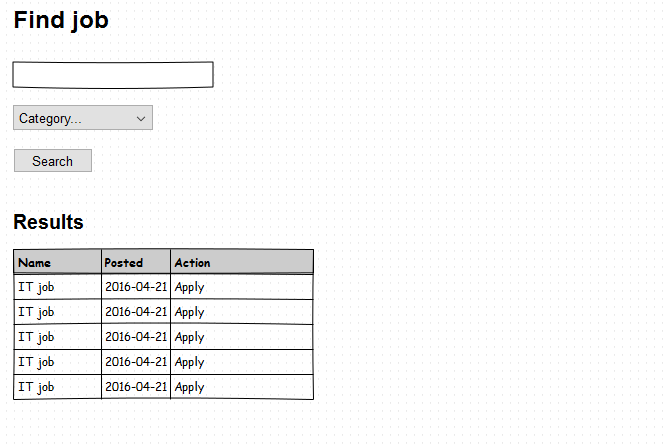 Find job
Category...
Search
Results
Name Posted Action
IT job 2016-04-21 Apply
IT job 2016-04-21 Apply
IT job 2016-04-21 Apply
IT job 2016-04-21 Apply
IT job 2016-04-21 Apply